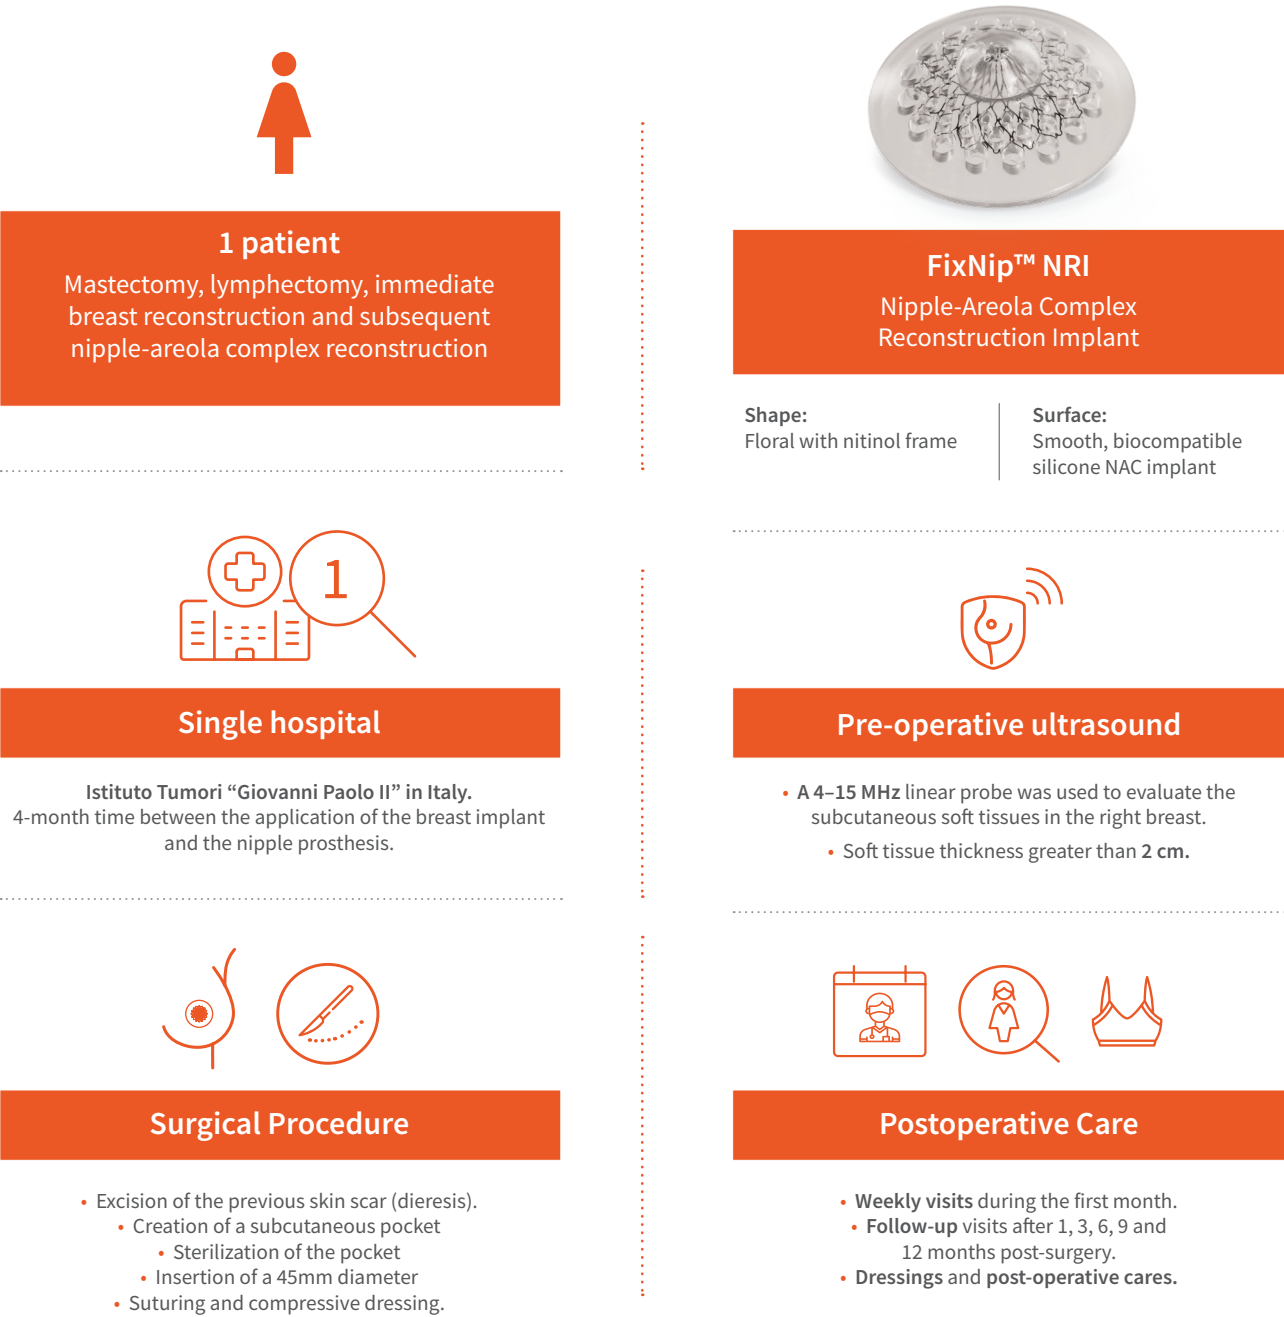 1 patient
Mastectomy, lymphectomy, immediate
breast reconstruction and subsequent
nipple-areola complex reconstruction
FixNip™ NRI
Nipple-Areola Complex
Reconstruction Implant
Shape:
Floral with nitinol frame
Surface:
Smooth, biocompatible
silicone NAC implant
1
Single hospital
Istituto Tumori “Giovanni Paolo II” in Italy.
4-month time between the application of the breast implant
and the nipple prosthesis.
Pre-operative ultrasound
• A 4–15 MHz linear probe was used to evaluate the
subcutaneous soft tissues in the right breast.
• Soft tissue thickness greater than 2 cm.
Surgical Procedure
• Excision of the previous skin scar (dieresis).
• Creation of a subcutaneous pocket
• Sterilization of the pocket
• Insertion of a 45mm diameter
• Suturing and compressive dressing.
Postoperative Care
• Weekly visits during the first month.
• Follow-up visits after 1, 3, 6, 9 and
12 months post-surgery.
• Dressings and post-operative cares.